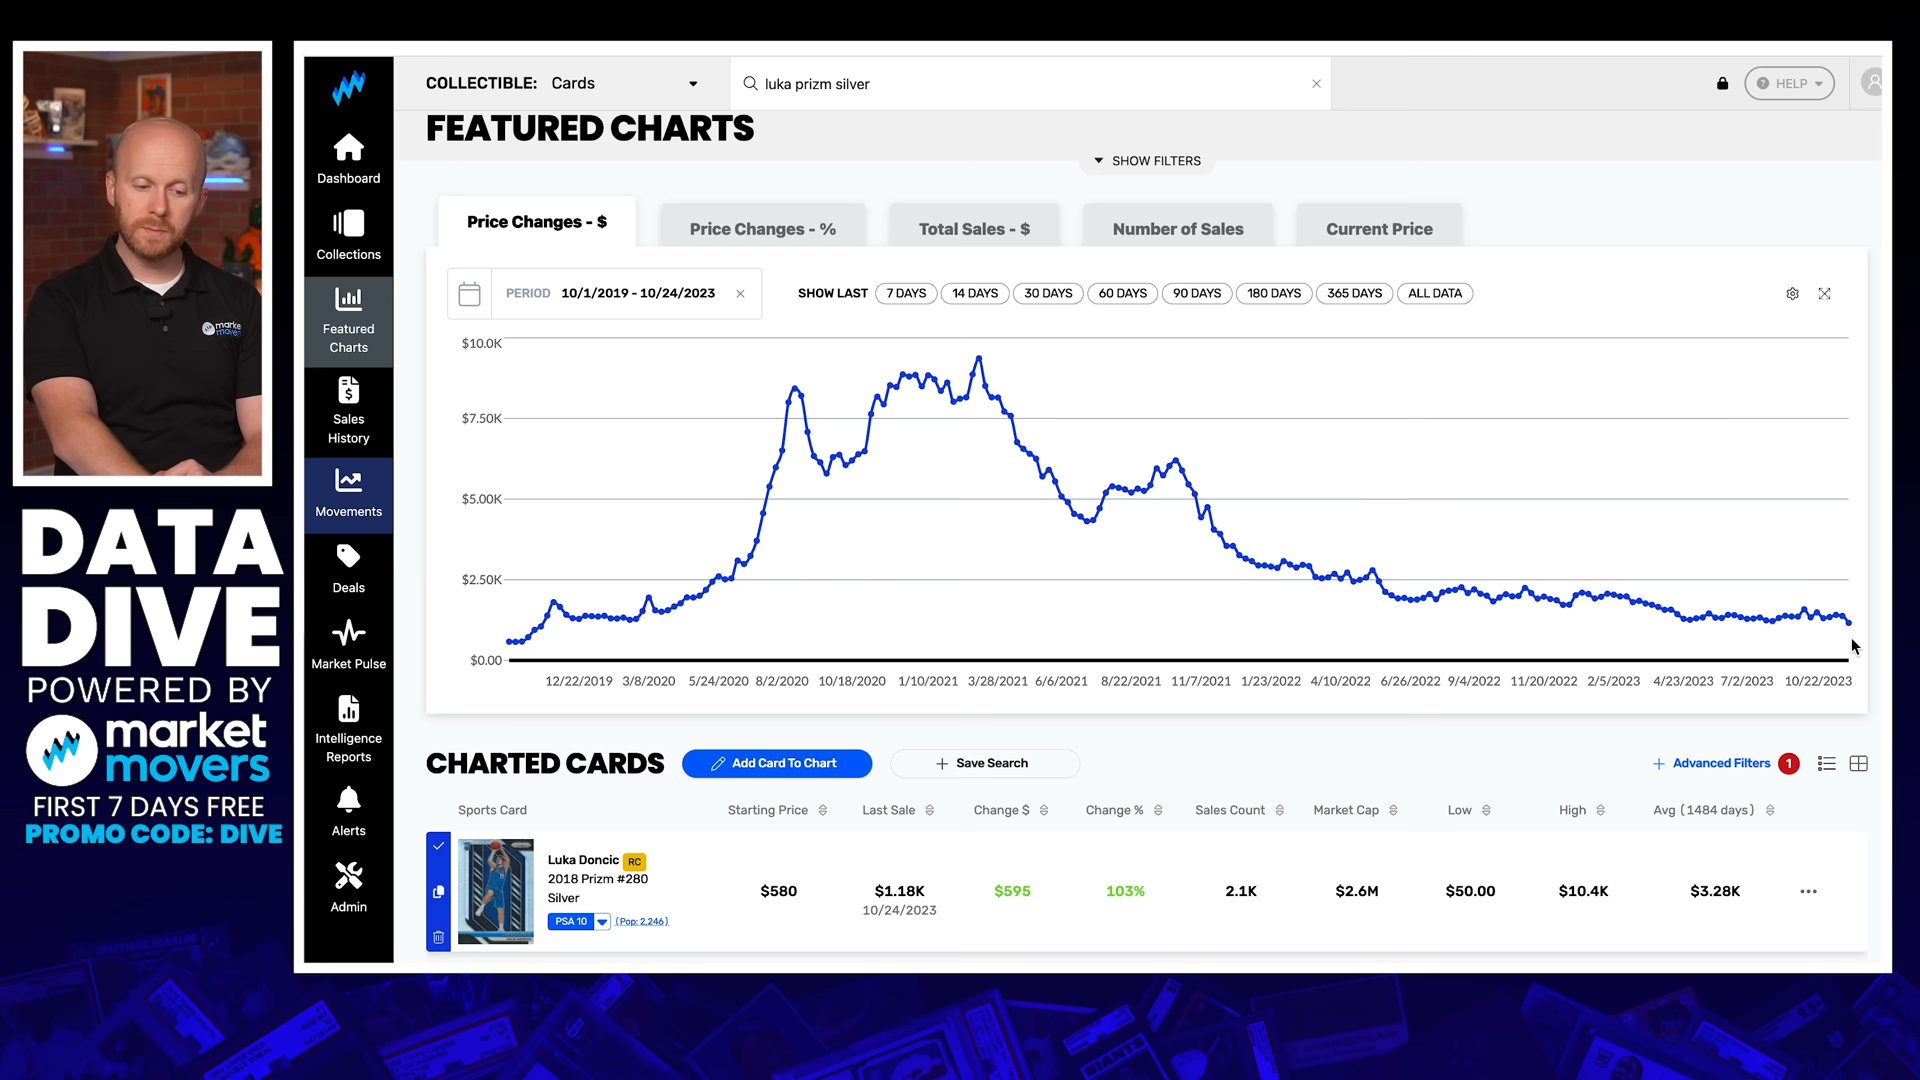 COLLECTIBLE: Cards
luka prizm silver
HELP
FEATURED CHARTS
SHOW FILTERS
Dashboard
Collections
Featured
Charts
Sales
History
Movements
Deals
Market Pulse
Intelligence
Reports
Alerts
Admin
Price Changes - $
Price Changes - %
Total Sales - $
Number of Sales
Current Price
PERIOD 10/1/2019 - 10/24/2023
SHOW LAST 7 DAYS 14 DAYS 30 DAYS 60 DAYS 90 DAYS 180 DAYS 365 DAYS ALL DATA
$10.0K
$7.50K
$5.00K
$2.50K
$0.00
12/22/2019 3/8/2020 5/24/2020 8/2/2020 10/18/2020 1/10/2021 3/28/2021 6/6/2021 8/22/2021 11/7/2021 1/23/2022 4/10/2022 6/26/2022 9/4/2022 11/20/2022 2/5/2023 4/23/2023 7/2/2023 10/22/2023
CHARTED CARDS
Add Card To Chart
+ Save Search
+ Advanced Filters 1
Sports Card Starting Price Last Sale Change $ Change % Sales Count Market Cap Low High Avg (1484 days)
Luka Doncic RC
2018 Prizm #280
Silver
PSA 10 (Pop: 2,246)
$580 $1.18K $595 103% 2.1K $2.6M $50.00 $10.4K $3.28K
10/24/2023
DATA
DIVE
POWERED BY
market
movers
FIRST 7 DAYS FREE
PROMO CODE: DIVE
GIANTS